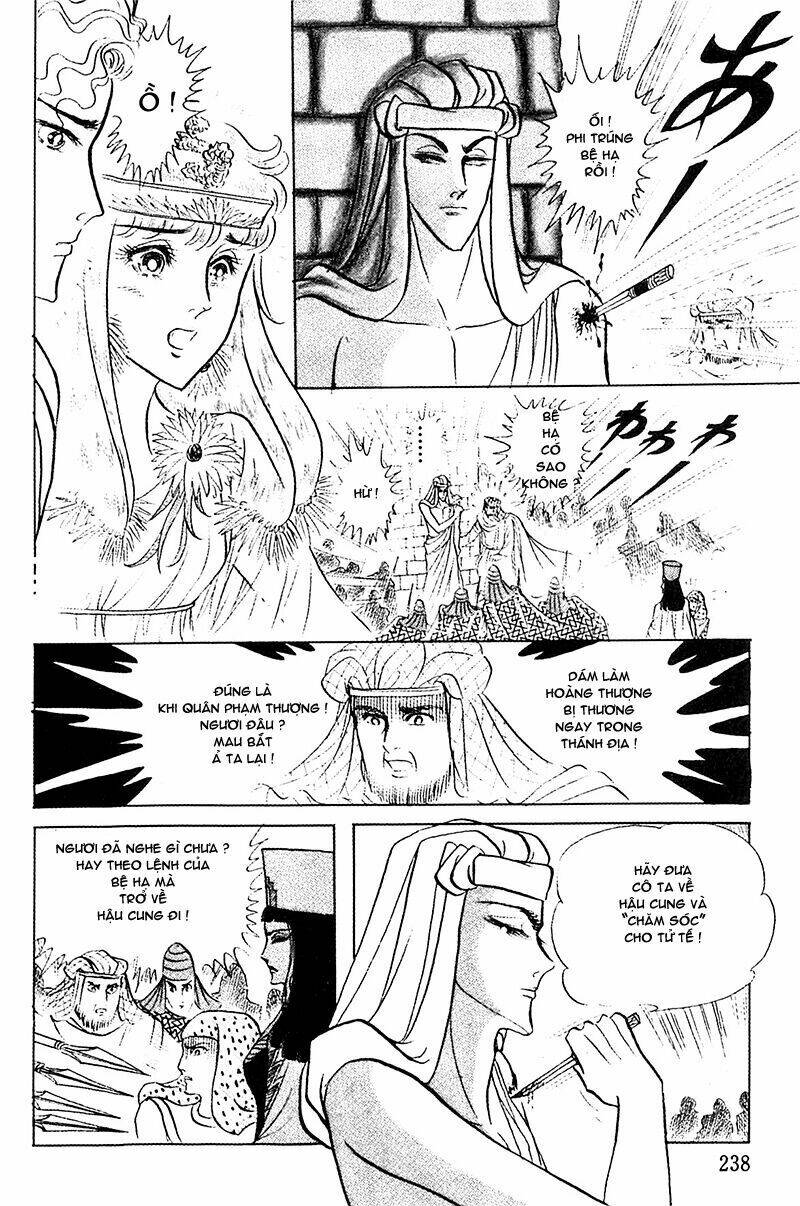 Ồ !
ỐI !
PHI TRÚNG
BỆ HẠ
RỒI !
あ
BỆ
HẠ
CÓ
SAO
KHÔNG ?
HỪ !
わわわ
ĐÚNG LÀ
KHI QUÂN PHẠM THƯỢNG !
NGƯƠI ĐÂU ?
MAU BẮT
Ả TA LẠI !
DÁM LÀM
HOÀNG THƯỢNG
BỊ THƯƠNG
NGAY TRONG
THÁNH ĐỊA !
NGƯƠI ĐÃ NGHE GÌ CHƯA ?
HAY THEO LỆNH CỦA
BỆ HẠ MÀ
TRỞ VỀ
HẬU CUNG ĐI !
HÃY ĐƯA
CÔ TA VỀ
HẬU CUNG VÀ
"CHĂM SÓC"
CHO TỬ TẾ !
238